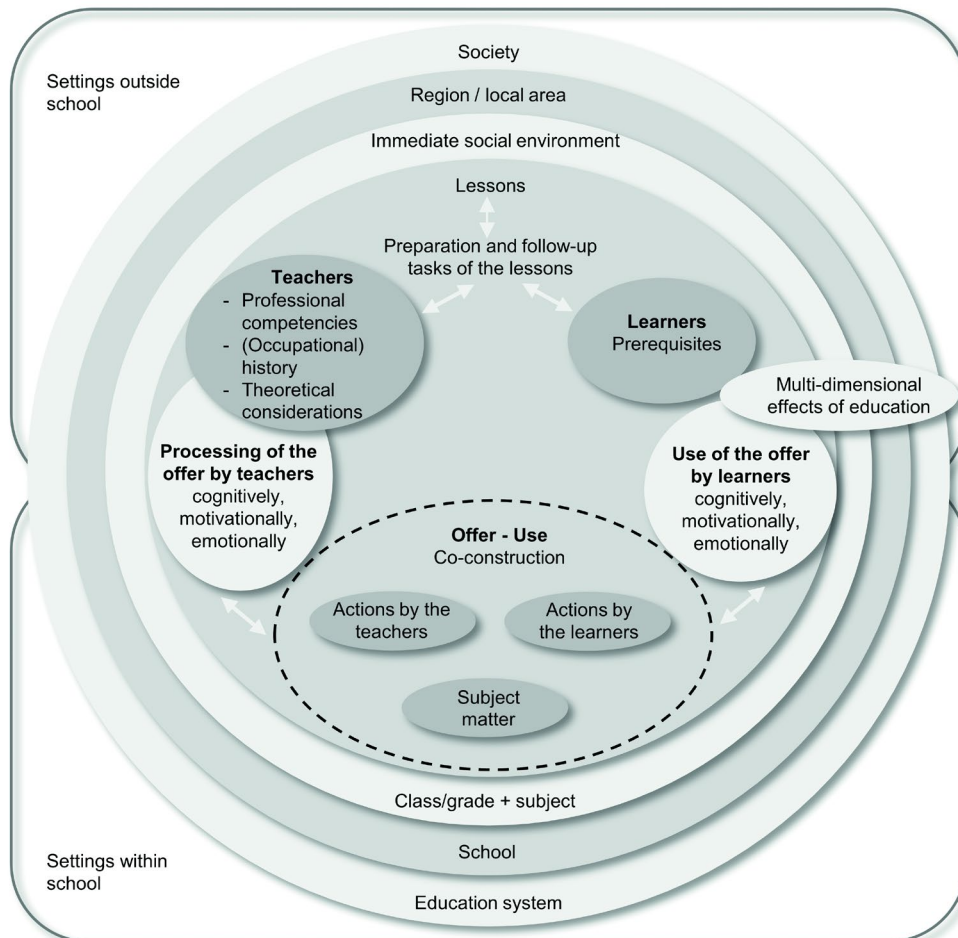 Society
Settings outside
school
Region / local area
Immediate social environment
Lessons
Preparation and follow-up
tasks of the lessons
Teachers
- Professional
competencies
- (Occupational)
history
- Theoretical
considerations
Learners
Prerequisites
Multi-dimensional
effects of education
Processing of the
offer by teachers
cognitively,
motivationally,
emotionally
Use of the offer
by learners
cognitively,
motivationally,
emotionally
Offer - Use
Co-construction
Actions by the
teachers
Actions by
the learners
Subject
matter
Class/grade + subject
School
Settings within
school
Education system